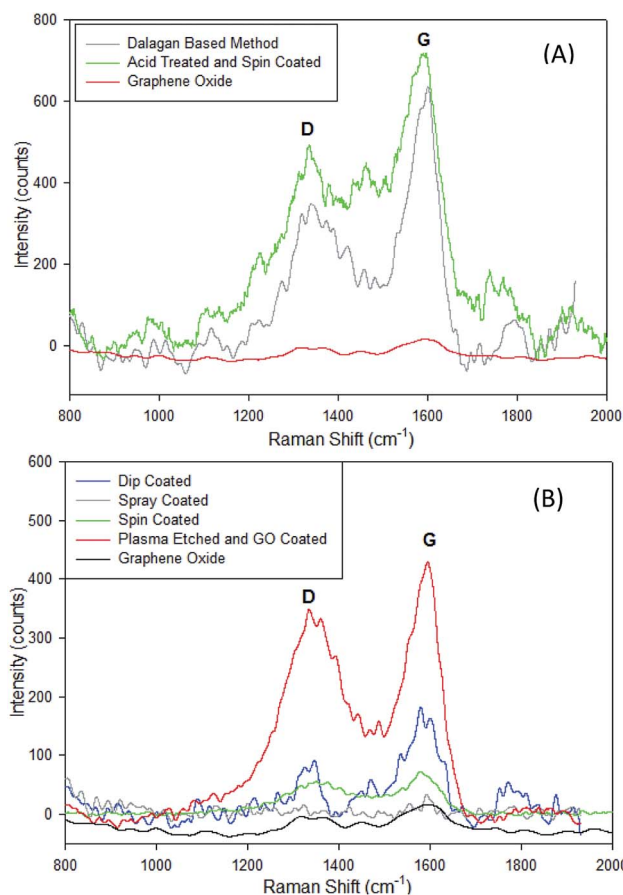 (A)
Dalagan Based Method
Acid Treated and Spin Coated
Graphene Oxide
G
D
Intensity (counts)
800
600
400
200
0
800 1000 1200 1400 1600 1800 2000
Raman Shift (cm⁻¹)
(B)
Dip Coated
Spray Coated
Spin Coated
Plasma Etched and GO Coated
Graphene Oxide
G
D
Intensity (counts)
600
500
400
300
200
100
0
800 1000 1200 1400 1600 1800 2000
Raman Shift (cm⁻¹)